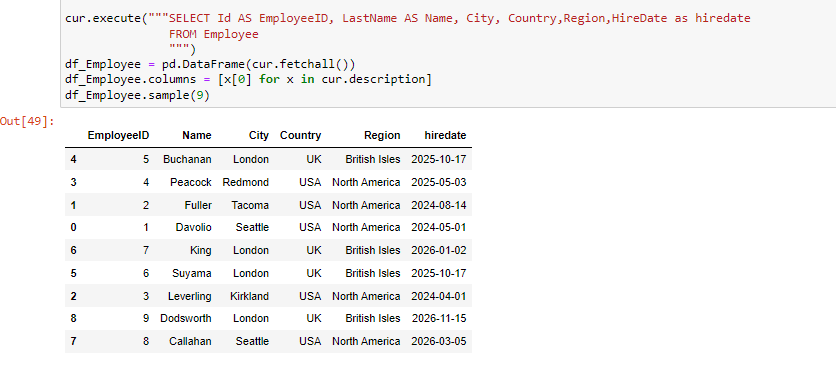 cur.execute("""SELECT Id AS EmployeeID, LastName AS Name, City, Country,Region,HireDate as hiredate
FROM Employee
""")
df_Employee = pd.DataFrame(cur.fetchall())
df_Employee.columns = [x[0] for x in cur.description]
df_Employee.sample(9)
Out[49]:
EmployeeID Name City Country Region hiredate
4 5 Buchanan London UK British Isles 2025-10-17
3 4 Peacock Redmond USA North America 2025-05-03
1 2 Fuller Tacoma USA North America 2024-08-14
0 1 Davolio Seattle USA North America 2024-05-01
6 7 King London UK British Isles 2026-01-02
5 6 Suyama London UK British Isles 2025-10-17
2 3 Leverling Kirkland USA North America 2024-04-01
8 9 Dodsworth London UK British Isles 2026-11-15
7 8 Callahan Seattle USA North America 2026-03-05